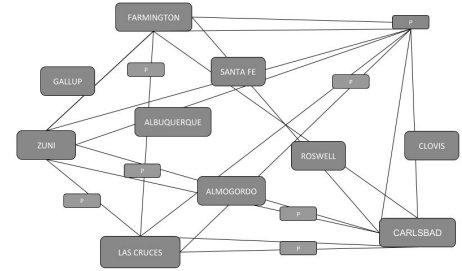 FARMINGTON
P
P
SANTA FE
GALLUP
P
ALBUQUERQUE
ZUNI
ROSWELL
CLOVIS
P
ALMOGORDO
P
P
CARLSBAD
LAS CRUCES
P